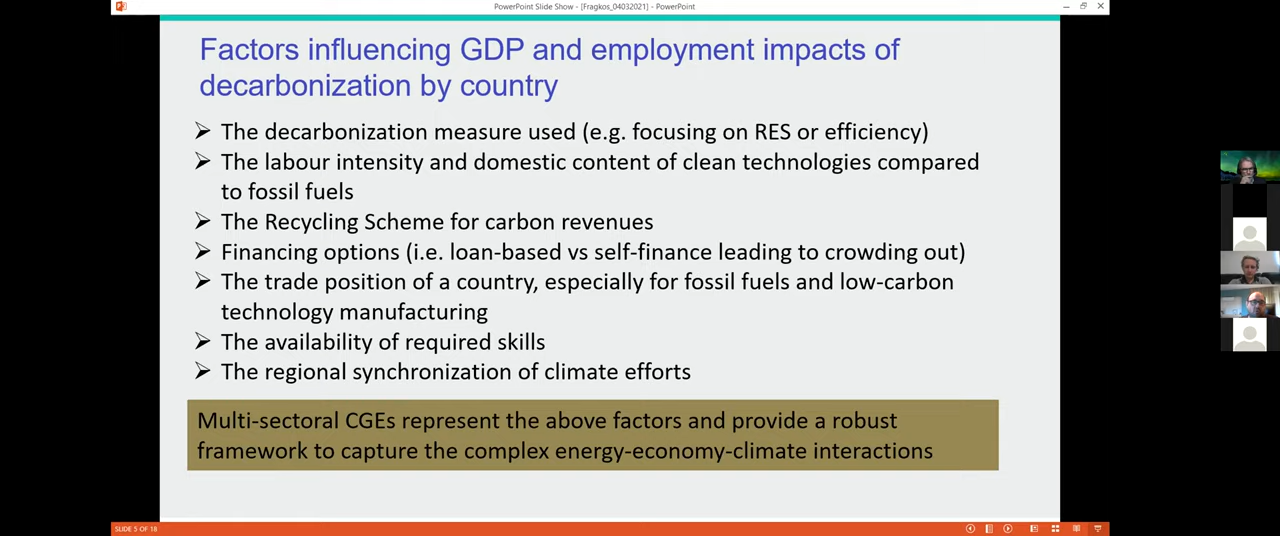 PowerPoint Slide Show - [Fragkos_04032021] - PowerPoint
Factors influencing GDP and employment impacts of
decarbonization by country
The decarbonization measure used (e.g. focusing on RES or efficiency)
The labour intensity and domestic content of clean technologies compared
to fossil fuels
The Recycling Scheme for carbon revenues
Financing options (i.e. loan-based vs self-finance leading to crowding out)
The trade position of a country, especially for fossil fuels and low-carbon
technology manufacturing
The availability of required skills
The regional synchronization of climate efforts
Multi-sectoral CGEs represent the above factors and provide a robust
framework to capture the complex energy-economy-climate interactions
SLIDE 5 OF 18